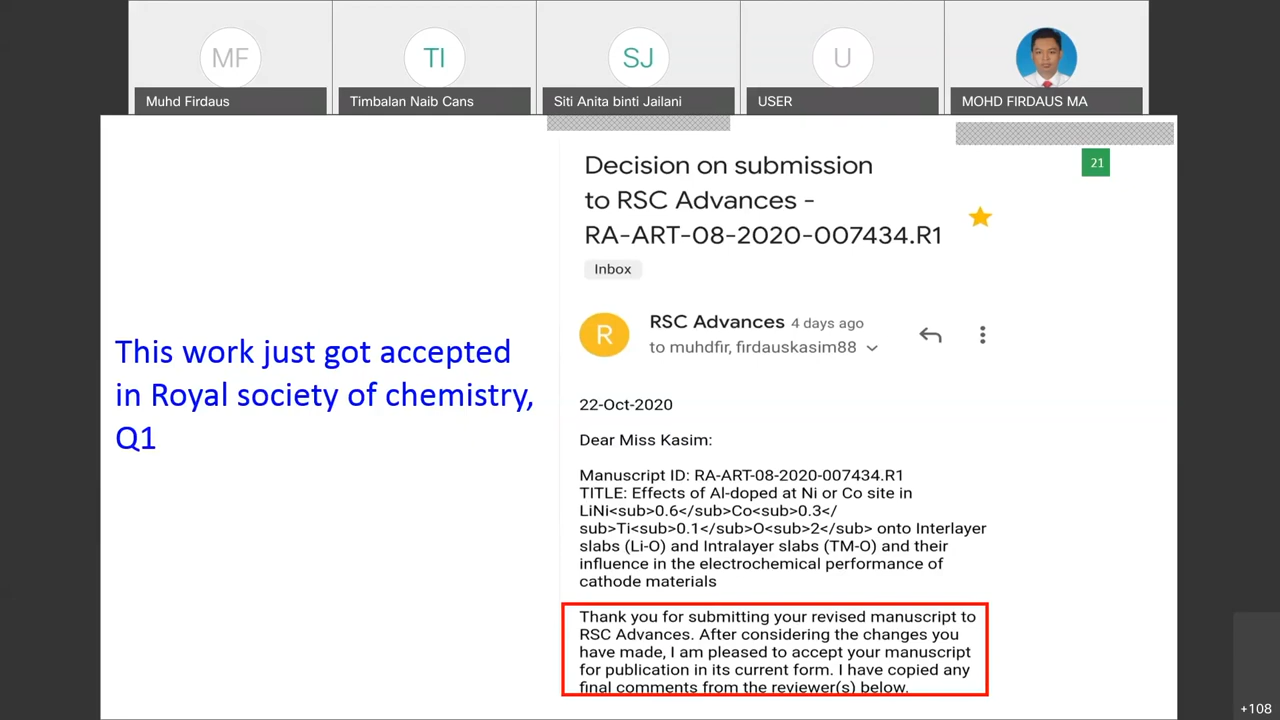 MF
TI
SJ
U
Muhd Firdaus
Timbalan Naib Cans
Siti Anita binti Jailani
USER
MOHD FIRDAUS MA
21
Decision on submission
to RSC Advances -
RA-ART-08-2020-007434.R1
Inbox
This work just got accepted
in Royal society of chemistry,
Q1
R
RSC Advances 4 days ago
to muhdfir, firdauskasim88
22-Oct-2020
Dear Miss Kasim:
Manuscript ID: RA-ART-08-2020-007434.R1
TITLE: Effects of Al-doped at Ni or Co site in
LiNi<sub>0.6</sub>Co<sub>0.3</
sub>Ti<sub>0.1</sub>O<sub>2</sub> onto Interlayer
slabs (Li-O) and Intralayer slabs (TM-O) and their
influence in the electrochemical performance of
cathode materials
Thank you for submitting your revised manuscript to
RSC Advances. After considering the changes you
have made, I am pleased to accept your manuscript
for publication in its current form. I have copied any
final comments from the reviewer(s) below.
+108